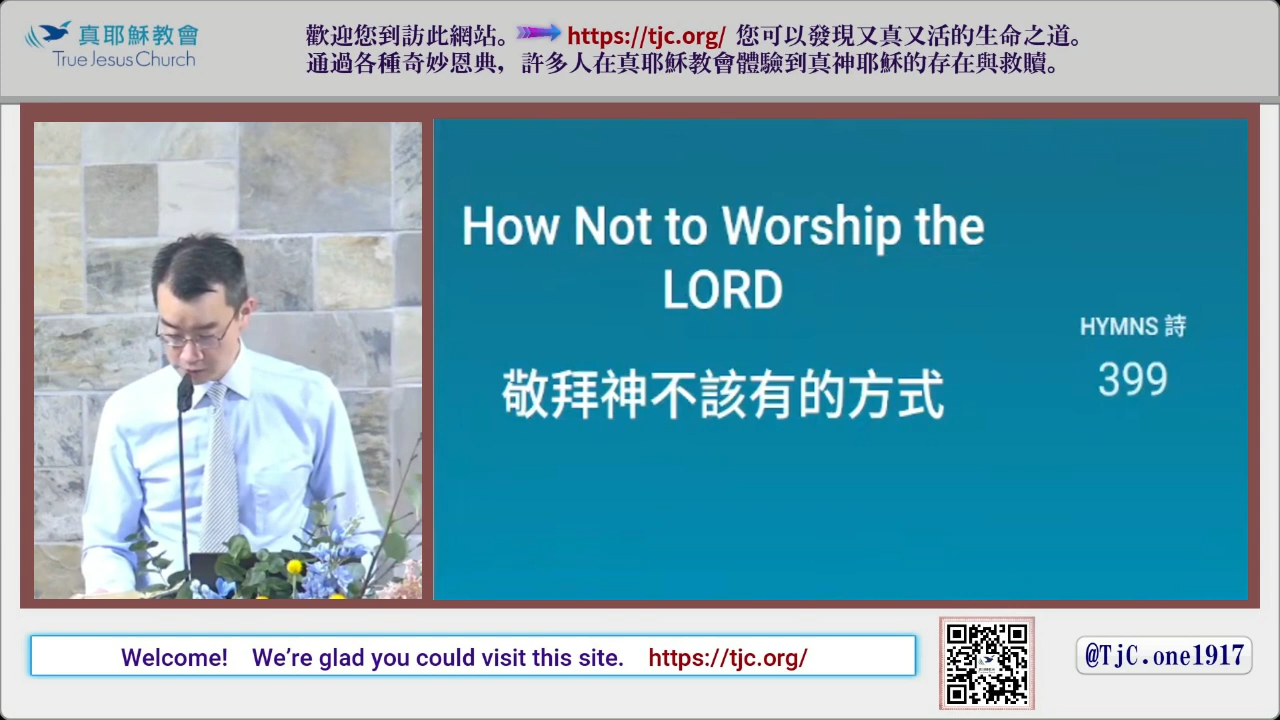 真耶穌教會
True Jesus Church
歡迎您到訪此網站。 https://tjc.org/ 您可以發現又真又活的生命之道。
通過各種奇妙恩典，許多人在真耶穌教會體驗到真神耶穌的存在與救贖。
How Not to Worship the
LORD
敬拜神不該有的方式
HYMNS 詩
399
Welcome! We’re glad you could visit this site. https://tjc.org/
@TjC.one1917